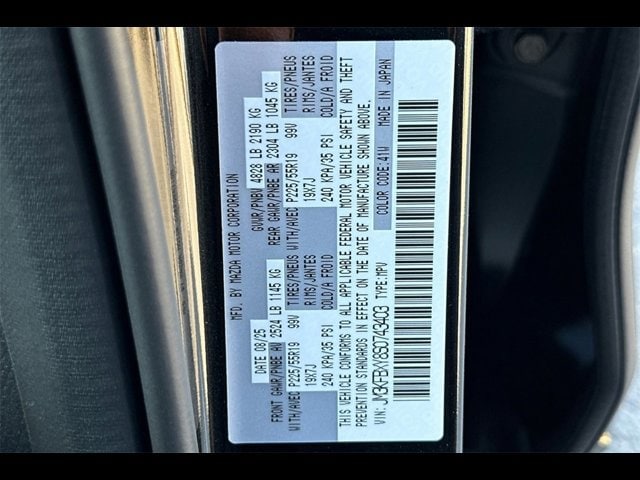 MFD. BY MAZDA MOTOR CORPORATION
DATE 08/25 GVWR/PNBV 4828 LB 2190 KG
FRONT GAWR/PNBE AV 2524 LB 1145 KG REAR GAWR/PNBE AR 2304 LB 1045 KG
WITH/AVEC P225/55R19 99V TIRES/PNEUS WITH/AVEC P225/55R19 99V TIRES/PNEUS
19X7J RIMS/JANTES 19X7J RIMS/JANTES
240 KPA/35 PSI COLD/A FROID 240 KPA/35 PSI COLD/A FROID
THIS VEHICLE CONFORMS TO ALL APPLICABLE FEDERAL MOTOR VEHICLE SAFETY AND THEFT
PREVENTION STANDARDS IN EFFECT ON THE DATE OF MANUFACTURE SHOWN ABOVE.
COLOR CODE:41W MADE IN JAPAN
VIN: JM3KFBXY8S0743403 TYPE:MPV